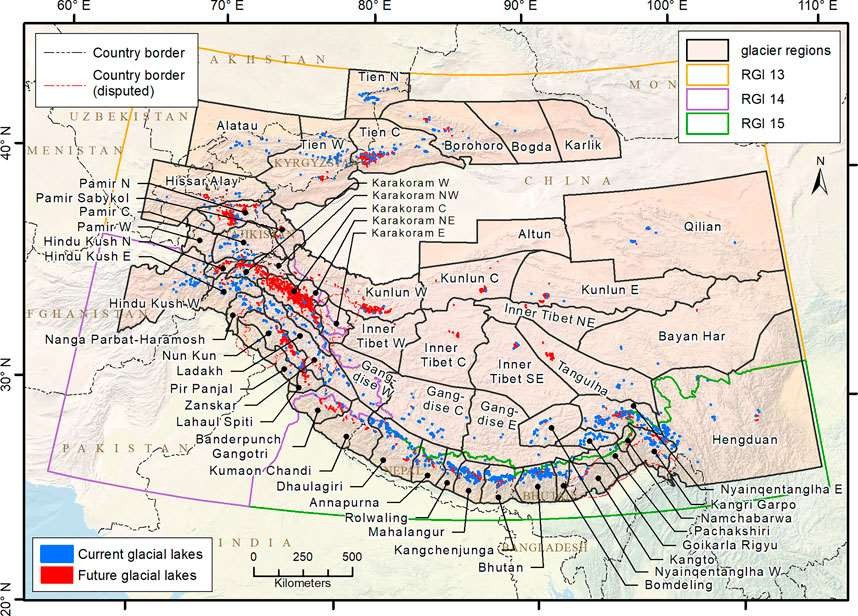 60° E
70° E
80° E
90° E
100° E
110° E
40° N
30° N
20° N
Country border
Country border
(disputed)
glacier regions
RGI 13
RGI 14
RGI 15
N
UZBEKISTAN
KYRGYZSTAN
CHINA
PAKISTAN
NEPAL
BHUTAN
INDIA
BANGLADESH
Tien N
Alatau
Tien W
Tien C
Borohoro
Bogda
Karlik
Hissar Alay
Pamir N
Pamir Sabykol
Pamir C
Pamir W
Hindu Kush N
Hindu Kush E
Hindu Kush W
Karakoram W
Karakoram NW
Karakoram C
Karakoram NE
Karakoram E
Altun
Qilian
Kunlun W
Kunlun C
Kunlun E
Inner Tibet NE
Inner
Tibet W
Inner
Tibet C
Inner
Tibet SE
Tangulha
Bayan Har
Hengduan
Gang-
dise W
Gang-
dise C
Gang-
dise E
Nanga Parbat-Haramosh
Nun Kun
Ladakh
Pir Panjal
Zanskar
Lahaul Spiti
Banderpunch
Gangotri
Kumaon Chandi
Dhaulagiri
Annapurna
Rolwaling
Mahalangur
Kangchenjunga
Bhutan
Nyainqentanglha E
Kangri Garpo
Namchabarwa
Pachakshiri
Goikarla Rigyu
Kangto
Nyainqentanglha W
Bomdeling
Current glacial lakes
Future glacial lakes
0 250 500
Kilometers